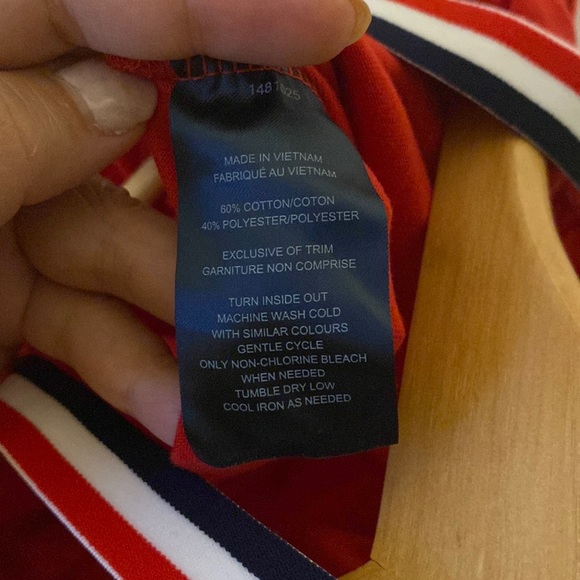 MADE IN VIETNAM
FABRIQUÉ AU VIETNAM
60% COTTON/COTON
40% POLYESTER/POLYESTER
EXCLUSIVE OF TRIM
GARNITURE NON COMPRISE
TURN INSIDE OUT
MACHINE WASH COLD
WITH SIMILAR COLOURS
GENTLE CYCLE
ONLY NON-CHLORINE BLEACH
WHEN NEEDED
TUMBLE DRY LOW
COOL IRON AS NEEDED